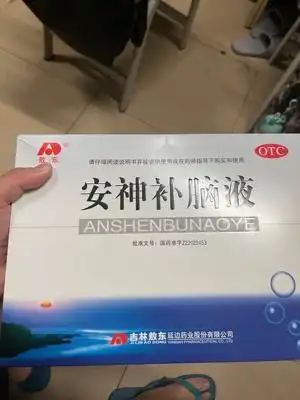 敖东
请仔细阅读说明书并按说明使用或在药师指导下购买和使用
OTC
安神补脑液
ANSHENBUNAOYE
批准文号：国药准字Z22023453
吉林敖东 延边药业股份有限公司